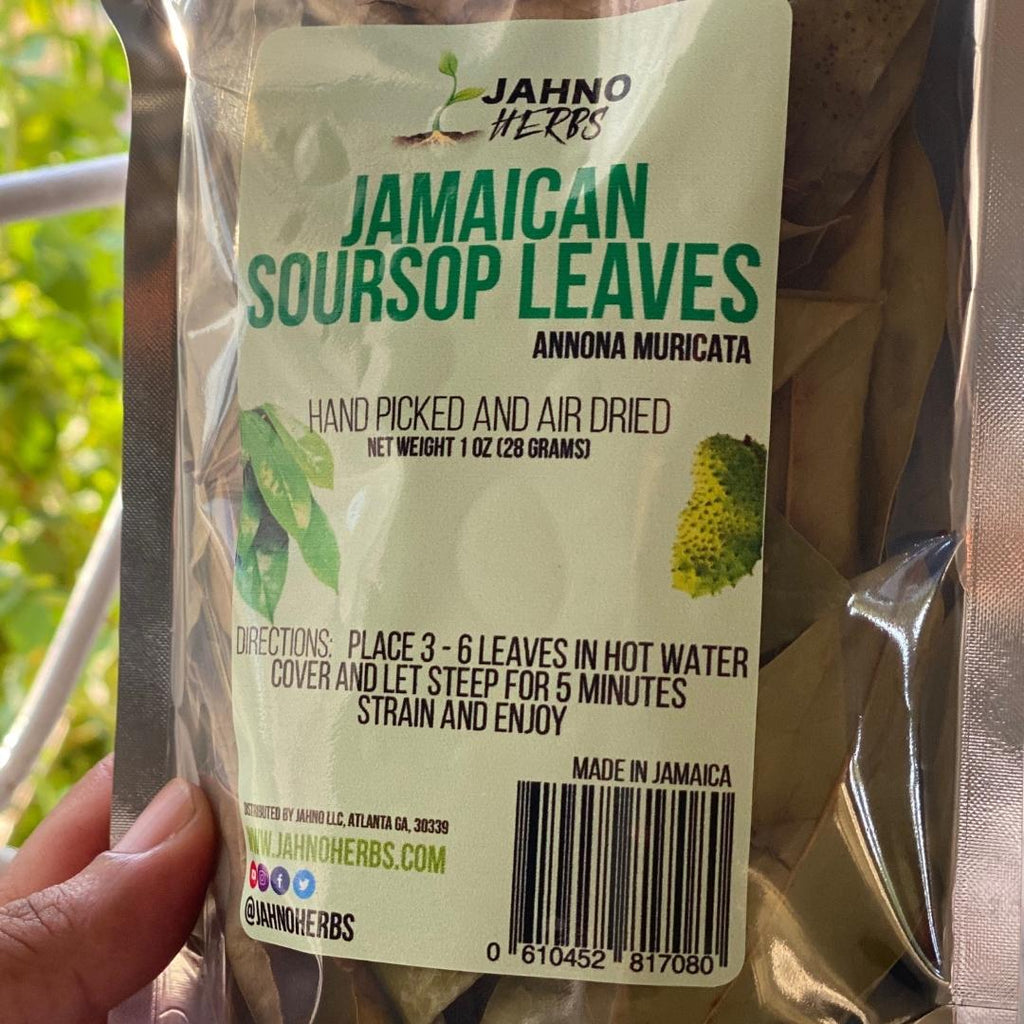 JAHNO
HERBS
JAMAICAN
SOURSOP LEAVES
ANNONA MURICATA
HAND PICKED AND AIR DRIED
NET WEIGHT 1 OZ (28 GRAMS)
DIRECTIONS: PLACE 3 - 6 LEAVES IN HOT WATER
COVER AND LET STEEP FOR 5 MINUTES
STRAIN AND ENJOY
MADE IN JAMAICA
DISTRIBUTED BY JAHNO LLC, ATLANTA GA, 30339
WWW.JAHNOHERBS.COM
@JAHNOHERBS
0 610452 817080